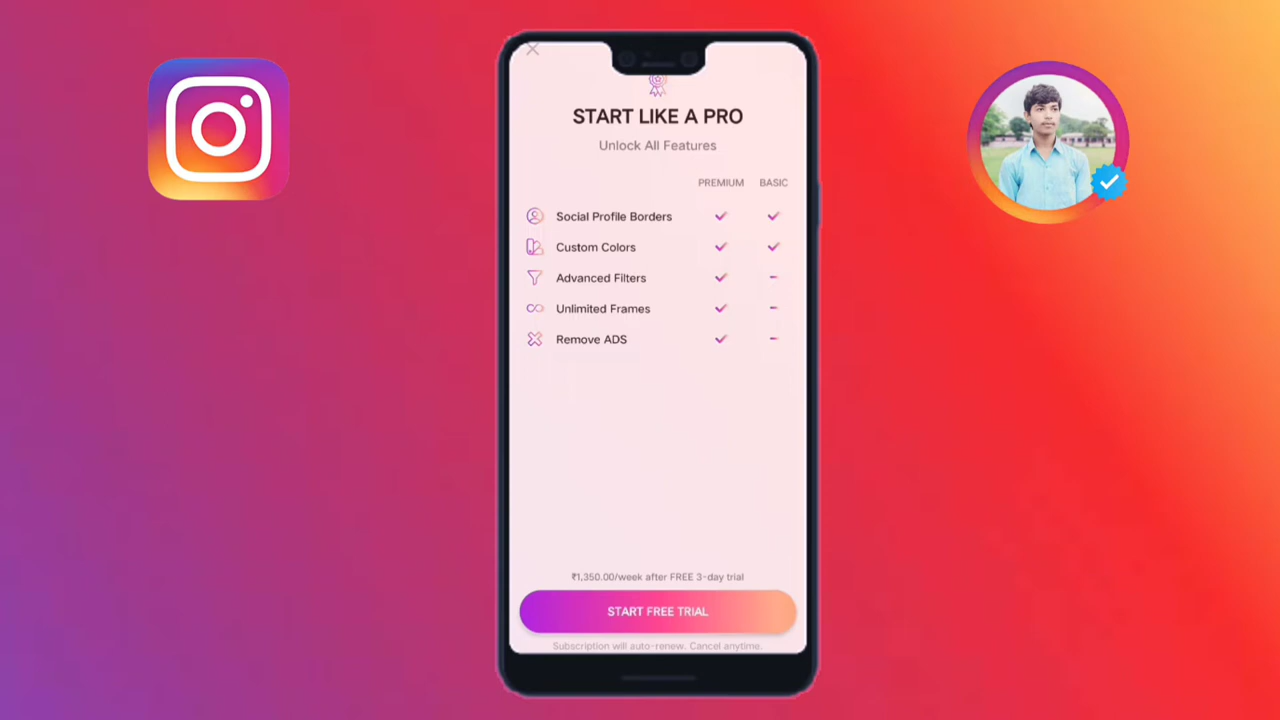 START LIKE A PRO
Unlock All Features
PREMIUM BASIC
Social Profile Borders
Custom Colors
Advanced Filters
Unlimited Frames
Remove ADS
₹1,350.00/week after FREE 3-day trial
START FREE TRIAL
Subscription will auto-renew. Cancel anytime.